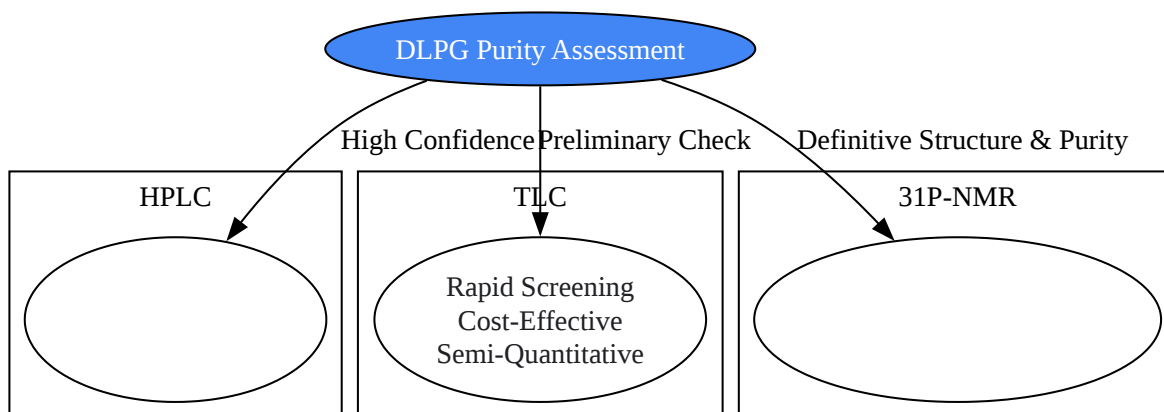 DLPG Purity Assessment
High Confidence
Preliminary Check
Definitive Structure & Purity
HPLC
TLC
31P-NMR
Rapid Screening
Cost-Effective
Semi-Quantitative